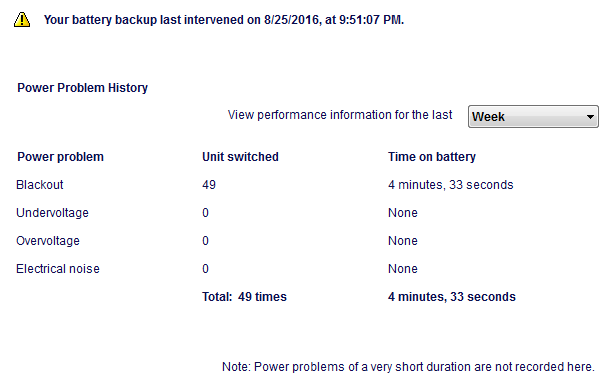 Your battery backup last intervened on 8/25/2016, at 9:51:07 PM.
Power Problem History
View performance information for the last Week
Power problem Unit switched Time on battery
Blackout 49 4 minutes, 33 seconds
Undervoltage 0 None
Overvoltage 0 None
Electrical noise 0 None
Total: 49 times 4 minutes, 33 seconds
Note: Power problems of a very short duration are not recorded here.